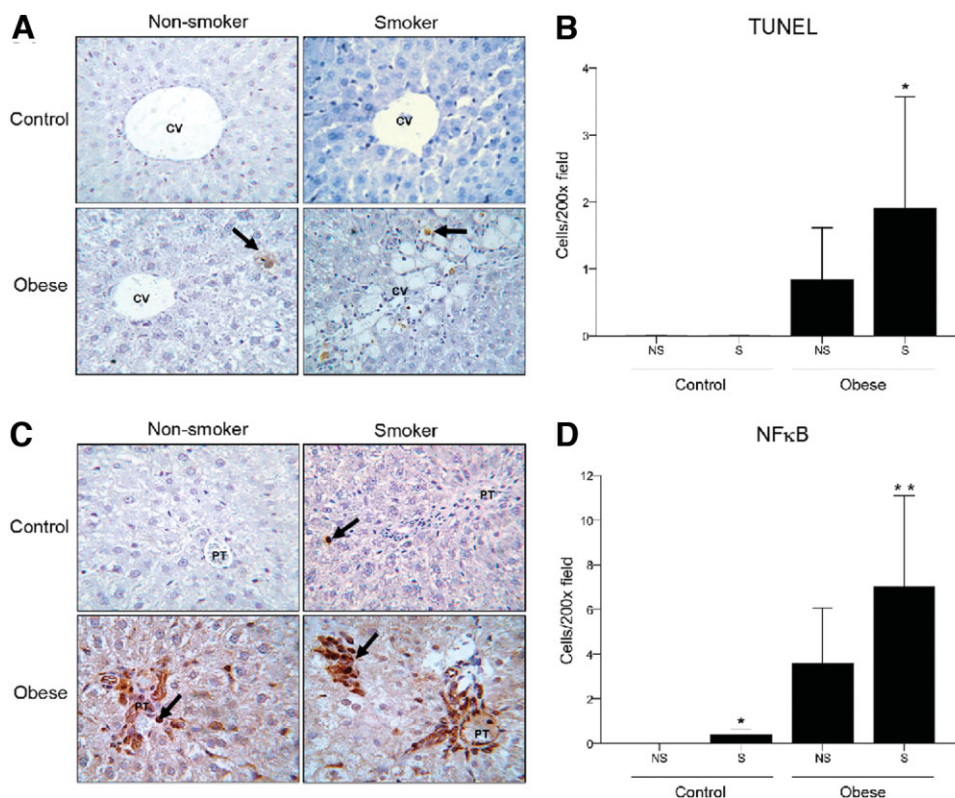 A
Non-smoker
Smoker
Control
CV
CV
Obese
CV
CV
B
TUNEL
Cells/200x field
4
3
2
1
0
NS
S
NS
S
Control
Obese
C
Non-smoker
Smoker
Control
PT
PT
Obese
PT
PT
D
NFκB
Cells/200x field
12
10
8
6
4
2
0
*
*
* *
NS
S
NS
S
Control
Obese